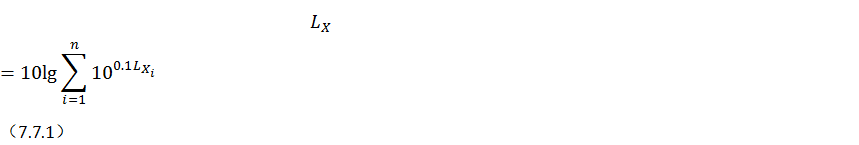 L_X
= 10lg∑_{i=1}^{n} 10^{0.1L_{X_i}}
（7.7.1）